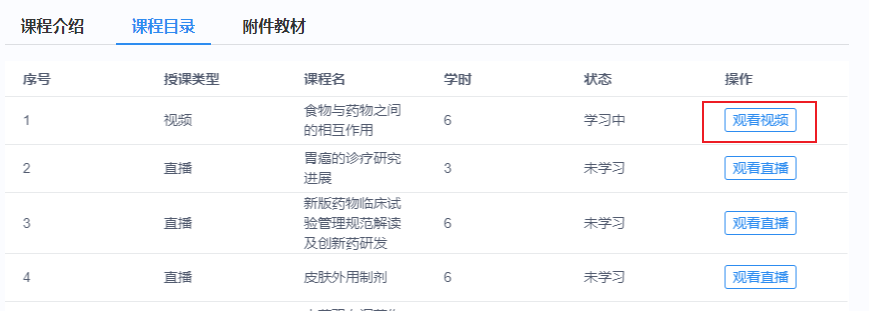 课程介绍 课程目录 附件教材
序号 授课类型 课程名 学时 状态 操作
1 视频 食物与药物之间 6 学习中 观看视频
的相互作用
2 直播 胃癌的诊疗研究 3 未学习 观看直播
进展
新版药物临床试
3 直播 验管理规范解读 6 未学习 观看直播
及创新药研发
4 直播 皮肤外用制剂 6 未学习 观看直播